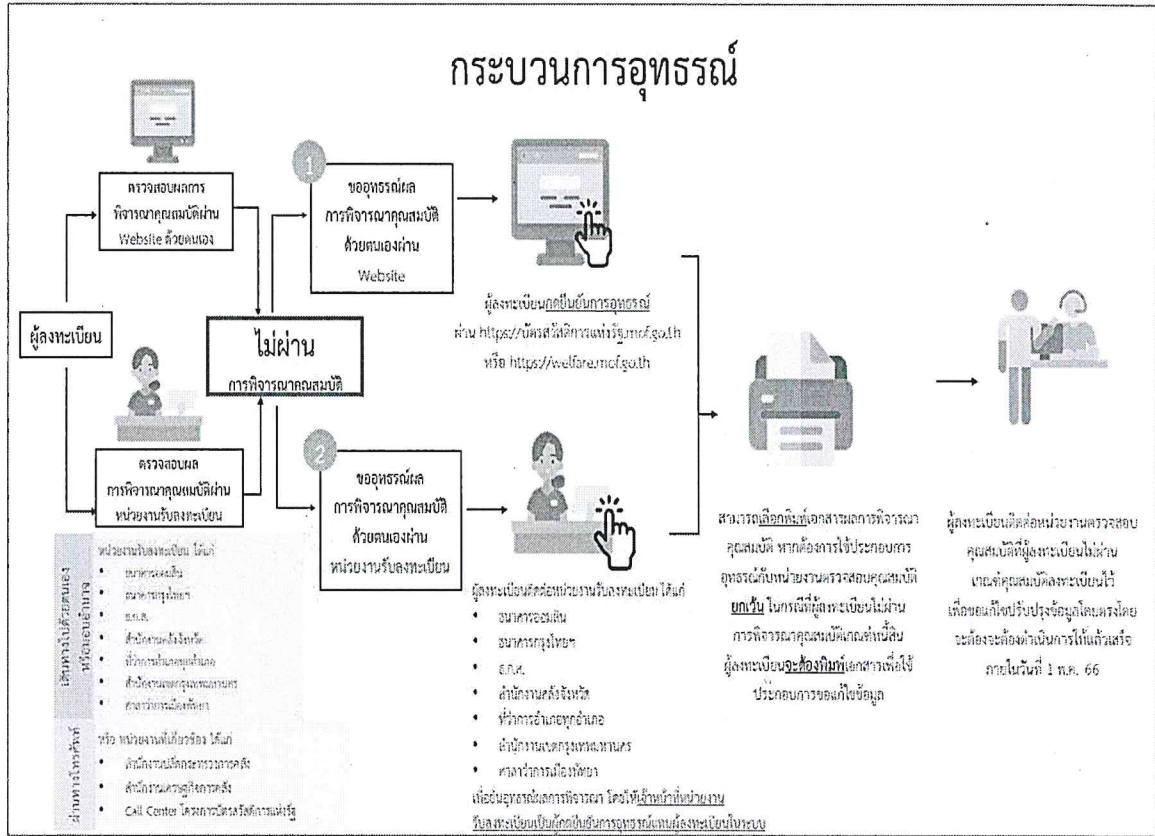 กระบวนการอุทธรณ์
ตรวจสอบผลการ
พิจารณาคุณสมบัติผ่าน
Website ด้วยตนเอง
ผู้ลงทะเบียน
ตรวจสอบผล
การพิจารณาคุณสมบัติผ่าน
หน่วยงานรับลงทะเบียน
ไม่ผ่าน
การพิจารณาคุณสมบัติ
1
ขออุทธรณ์ผล
การพิจารณาคุณสมบัติ
ด้วยตนเองผ่าน
Website
ผู้ลงทะเบียนกดยืนยันการอุทธรณ์
ผ่าน https://บัตรสวัสดิการแห่งรัฐ.mof.go.th
หรือ https://welfare.mof.go.th
2
ขออุทธรณ์ผล
การพิจารณาคุณสมบัติ
ด้วยตนเองผ่าน
หน่วยงานรับลงทะเบียน
เดินทางไปด้วยตนเอง
หรือมอบอำนาจ
หน่วยงานรับลงทะเบียน ได้แก่
• ธนาคารออมสิน
• ธนาคารกรุงไทยฯ
• ธ.ก.ส.
• สำนักงานคลังจังหวัด
• ที่ว่าการอำเภอทุกอำเภอ
• สำนักงานเขตกรุงเทพมหานคร
• ศาลาว่าการเมืองพัทยา
ผ่านทางโทรศัพท์
หรือ หน่วยงานที่เกี่ยวข้อง ได้แก่
• สำนักงานปลัดกระทรวงการคลัง
• สำนักงานเศรษฐกิจการคลัง
• Call Center โครงการบัตรสวัสดิการแห่งรัฐ
ผู้ลงทะเบียนติดต่อหน่วยงานรับลงทะเบียน ได้แก่
• ธนาคารออมสิน
• ธนาคารกรุงไทยฯ
• ธ.ก.ส.
• สำนักงานคลังจังหวัด
• ที่ว่าการอำเภอทุกอำเภอ
• สำนักงานเขตกรุงเทพมหานคร
• ศาลาว่าการเมืองพัทยา
เพื่อยื่นอุทธรณ์ผลการพิจารณา โดยให้เจ้าหน้าที่หน่วยงาน
รับลงทะเบียนเป็นผู้กดยืนยันการอุทธรณ์แทนผู้ลงทะเบียนในระบบ
สามารถเลือกพิมพ์เอกสารผลการพิจารณา
คุณสมบัติ หากต้องการใช้ประกอบการ
อุทธรณ์กับหน่วยงานตรวจสอบคุณสมบัติ
ยกเว้น ในกรณีที่ผู้ลงทะเบียนไม่ผ่าน
การพิจารณาคุณสมบัติเกณฑ์หนี้สิน
ผู้ลงทะเบียนจะต้องพิมพ์เอกสารเพื่อใช้
ประกอบการขอแก้ไขข้อมูล
ผู้ลงทะเบียนติดต่อหน่วยงานตรวจสอบ
คุณสมบัติที่ผู้ลงทะเบียนไม่ผ่าน
เกณฑ์คุณสมบัติลงทะเบียนไว้
เพื่อขอแก้ไขปรับปรุงข้อมูลโดยตรงโดย
จะต้องจะต้องดำเนินการให้แล้วเสร็จ
ภายในวันที่ 1 พ.ค. 66